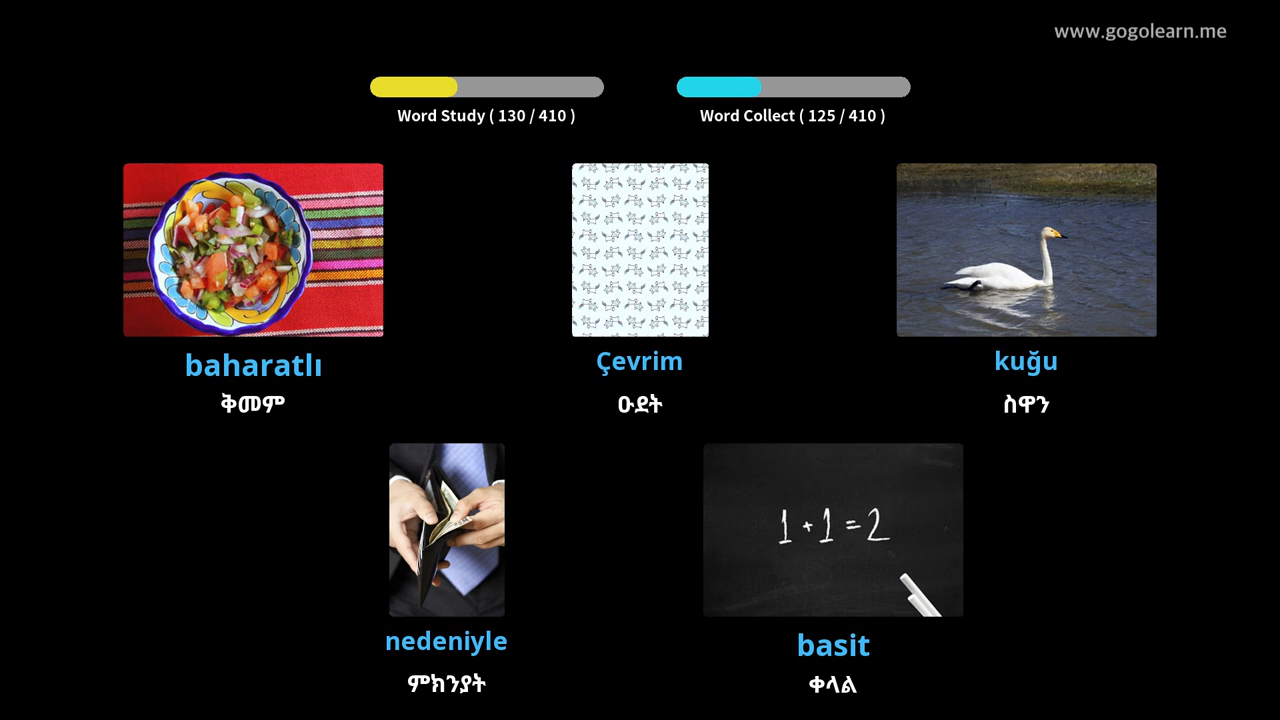 www.gogolearn.me
Word Study ( 130 / 410 )
Word Collect ( 125 / 410 )
baharatlı
Çevrim
kuğu
ቅመም
ዑደት
ስዋን
1 + 1 = 2
nedeniyle
basit
ምክንያት
ቀላል